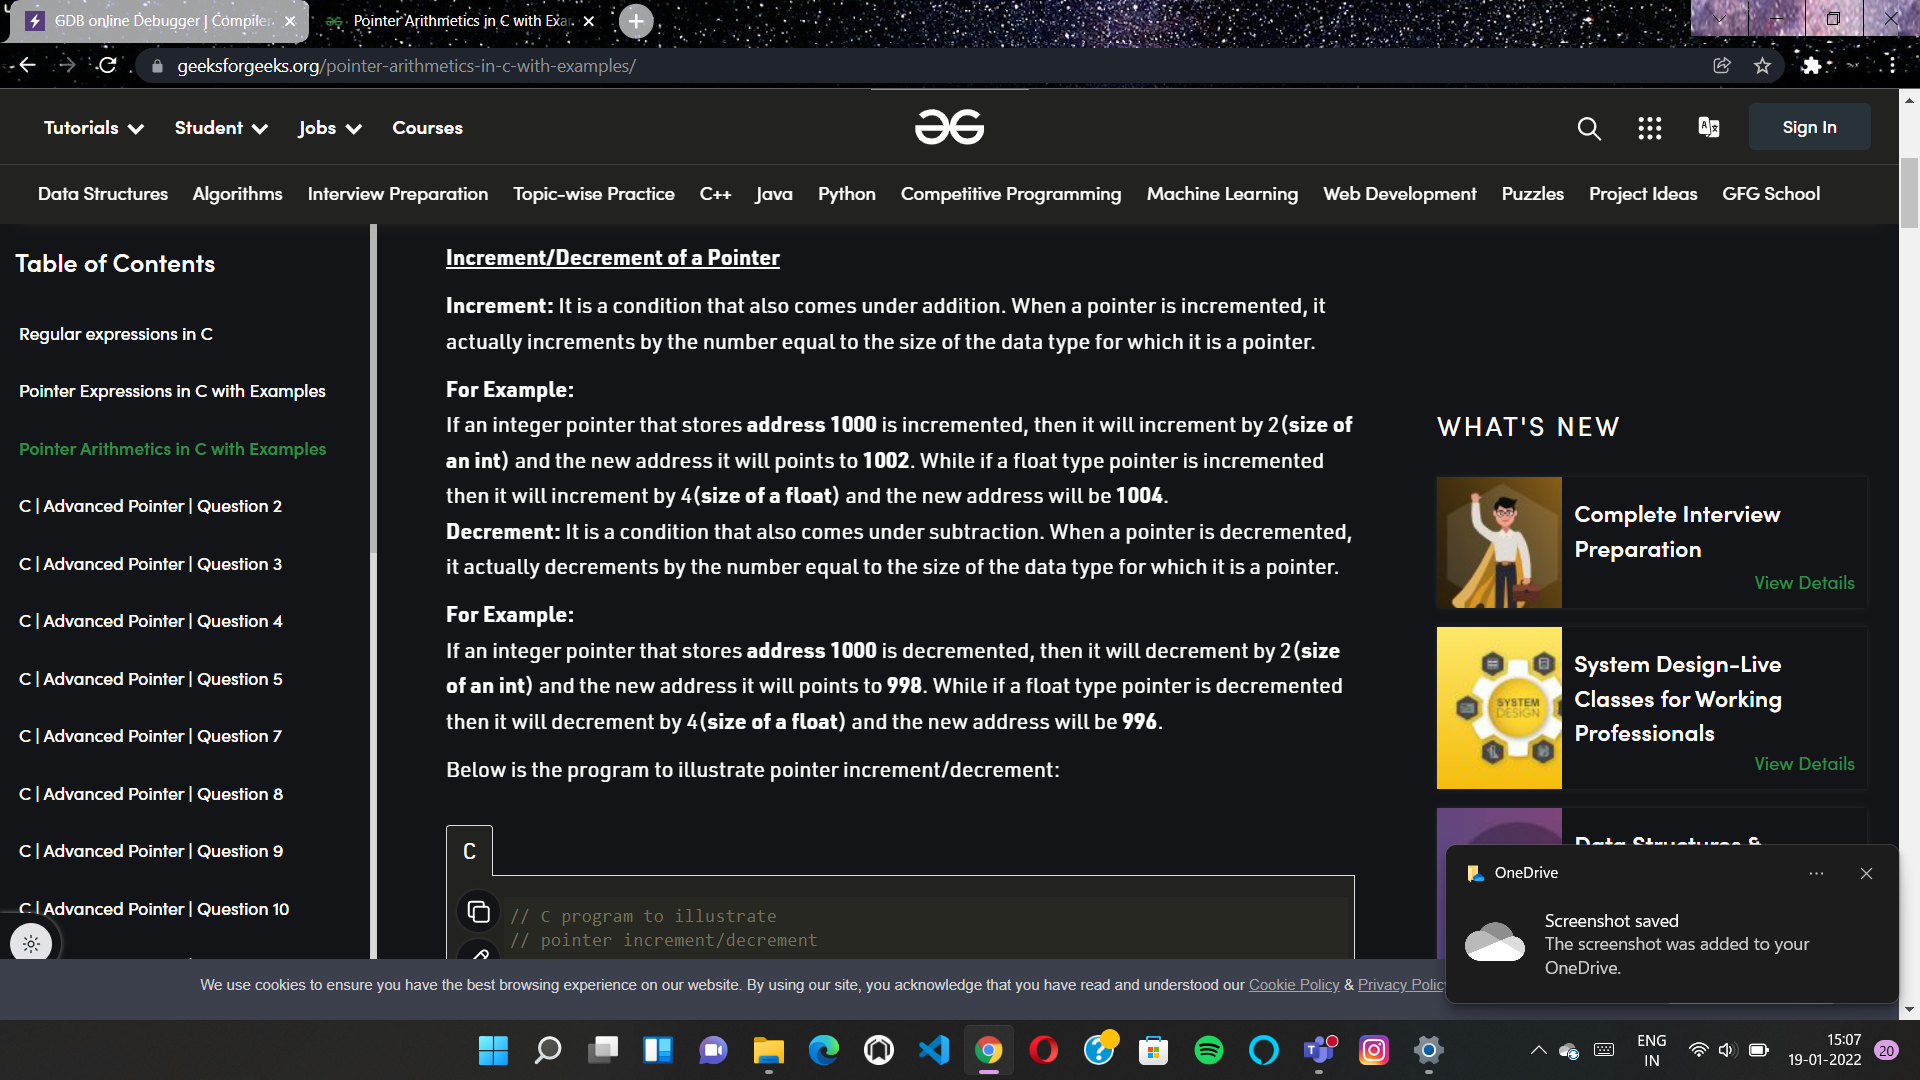 GDB online Debugger | Compiler
Pointer Arithmetics in C with Exa
geeksforgeeks.org/pointer-arithmetics-in-c-with-examples/
Tutorials
Student
Jobs
Courses
Sign In
Data Structures
Algorithms
Interview Preparation
Topic-wise Practice
C++
Java
Python
Competitive Programming
Machine Learning
Web Development
Puzzles
Project Ideas
GFG School
Table of Contents
Regular expressions in C
Pointer Expressions in C with Examples
Pointer Arithmetics in C with Examples
C | Advanced Pointer | Question 2
C | Advanced Pointer | Question 3
C | Advanced Pointer | Question 4
C | Advanced Pointer | Question 5
C | Advanced Pointer | Question 7
C | Advanced Pointer | Question 8
C | Advanced Pointer | Question 9
C | Advanced Pointer | Question 10
Increment/Decrement of a Pointer
Increment: It is a condition that also comes under addition. When a pointer is incremented, it
actually increments by the number equal to the size of the data type for which it is a pointer.
For Example:
If an integer pointer that stores address 1000 is incremented, then it will increment by 2(size of
an int) and the new address it will points to 1002. While if a float type pointer is incremented
then it will increment by 4(size of a float) and the new address will be 1004.
Decrement: It is a condition that also comes under subtraction. When a pointer is decremented,
it actually decrements by the number equal to the size of the data type for which it is a pointer.
For Example:
If an integer pointer that stores address 1000 is decremented, then it will decrement by 2(size
of an int) and the new address it will points to 998. While if a float type pointer is decremented
then it will decrement by 4(size of a float) and the new address will be 996.
Below is the program to illustrate pointer increment/decrement:
C
// C program to illustrate
// pointer increment/decrement
WHAT'S NEW
Complete Interview
Preparation
View Details
SYSTEM
DESIGN
System Design-Live
Classes for Working
Professionals
View Details
Data Structures &
OneDrive
Screenshot saved
The screenshot was added to your
OneDrive.
We use cookies to ensure you have the best browsing experience on our website. By using our site, you acknowledge that you have read and understood our Cookie Policy & Privacy Policy
ENG
IN
15:07
19-01-2022
20